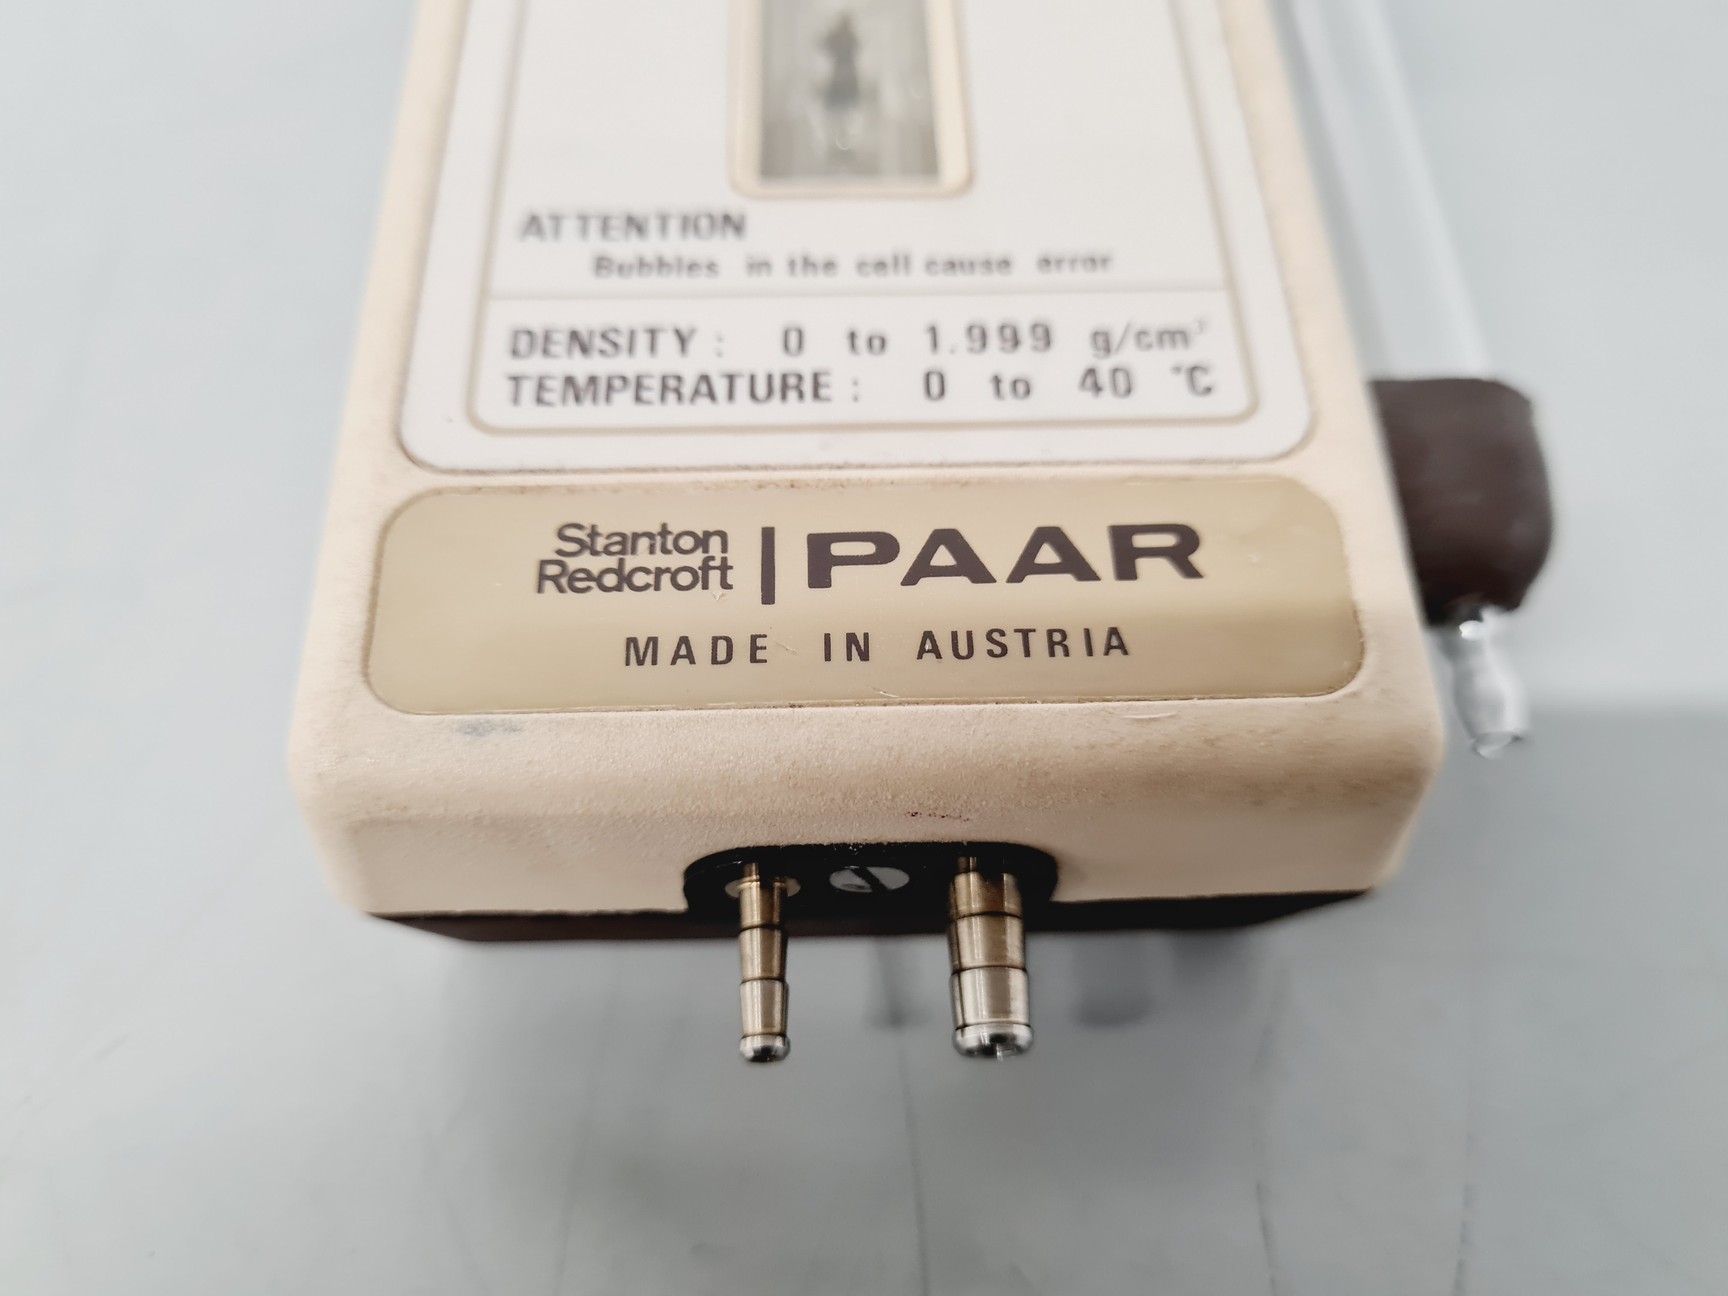 ATTENTION
Bubbles in the cell cause error
DENSITY : 0 to 1.999 g/cm³
TEMPERATURE : 0 to 40 °C
Stanton
Redcroft
PAAR
MADE IN AUSTRIA